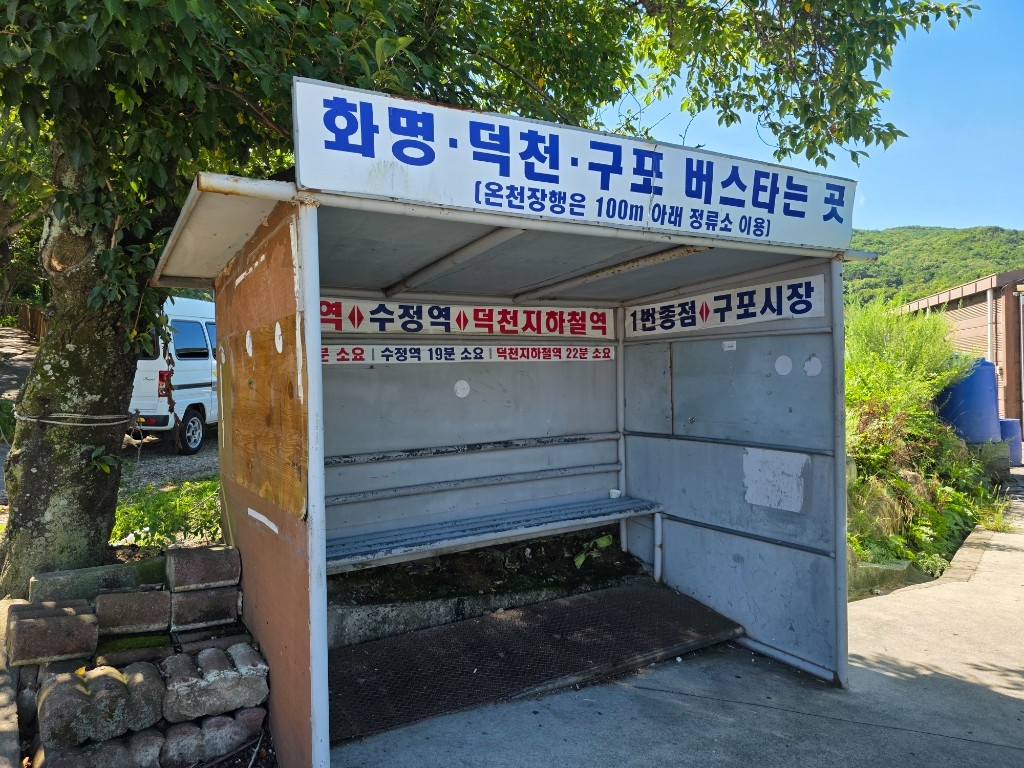 화명·덕천·구포 버스타는 곳
(온천장행은 100m 아래 정류소 이용)
역↔수정역↔덕천지하철역
1번종점↔구포시장
분 소요 | 수정역 19분 소요 | 덕천지하철역 22분 소요